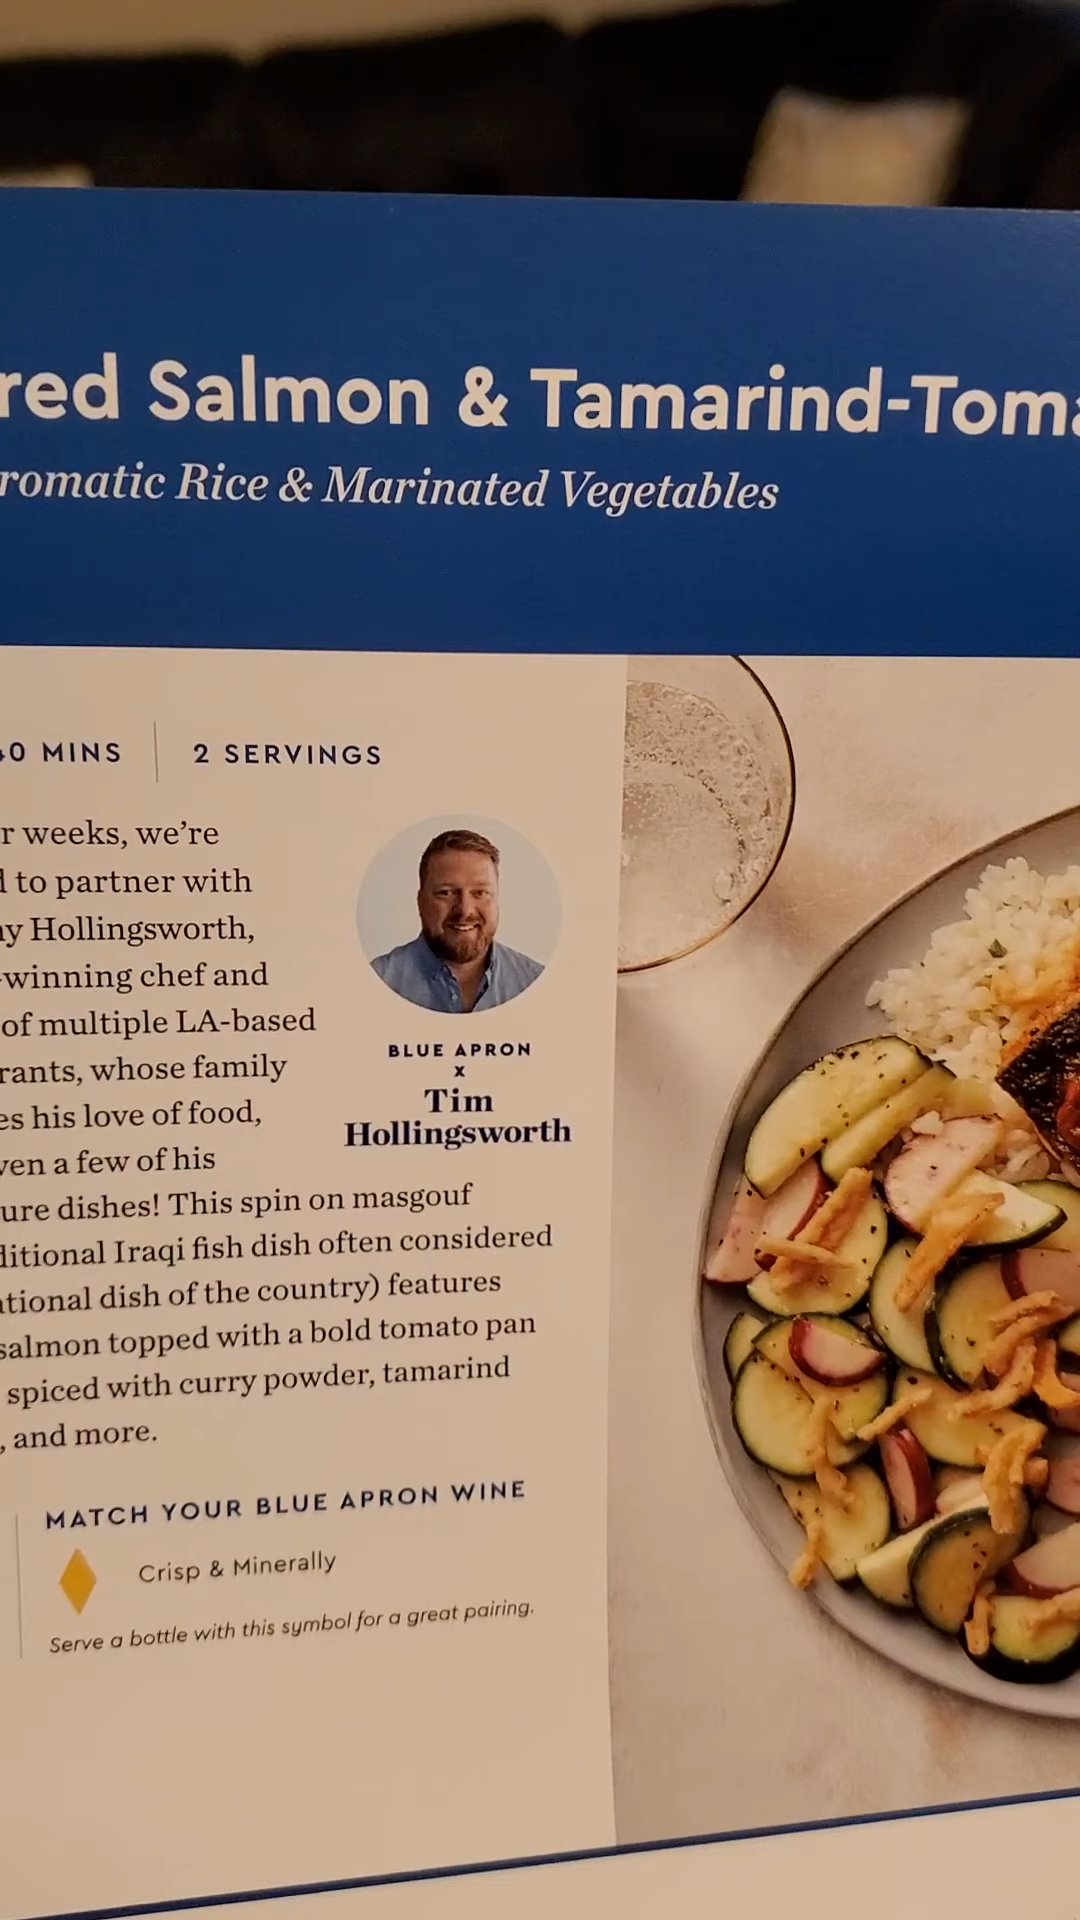 red Salmon & Tamarind-Toma
romatic Rice & Marinated Vegetables
40 MINS
2 SERVINGS
r weeks, we're
to partner with
Hollingsworth,
-winning chef and
of multiple LA-based
rants, whose family
es his love of food,
ven a few of his
ure dishes! This spin on masgouf
ditional Iraqi fish dish often considered
ational dish of the country) features
salmon topped with a bold tomato pan
spiced with curry powder, tamarind
, and more.
BLUE APRON
x
Tim
Hollingsworth
MATCH YOUR BLUE APRON WINE
Crisp & Minerally
Serve a bottle with this symbol for a great pairing.